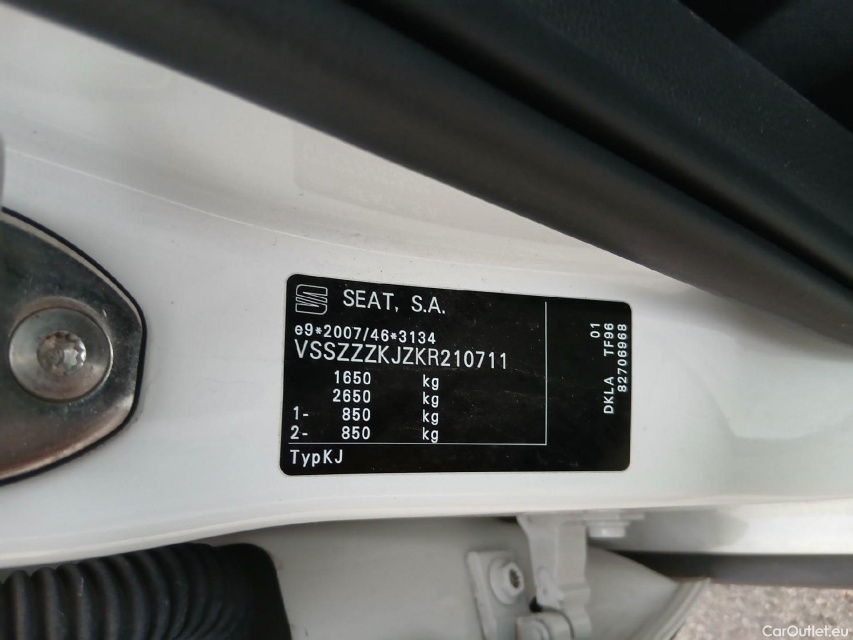 SEAT, S.A.
e9*2007/46*3134
VSSZZZKJZKR210711
1650 kg
2650 kg
1- 850 kg
2- 850 kg
TypKJ
01
DKLA TF96
82706968
CarOutlet.eu